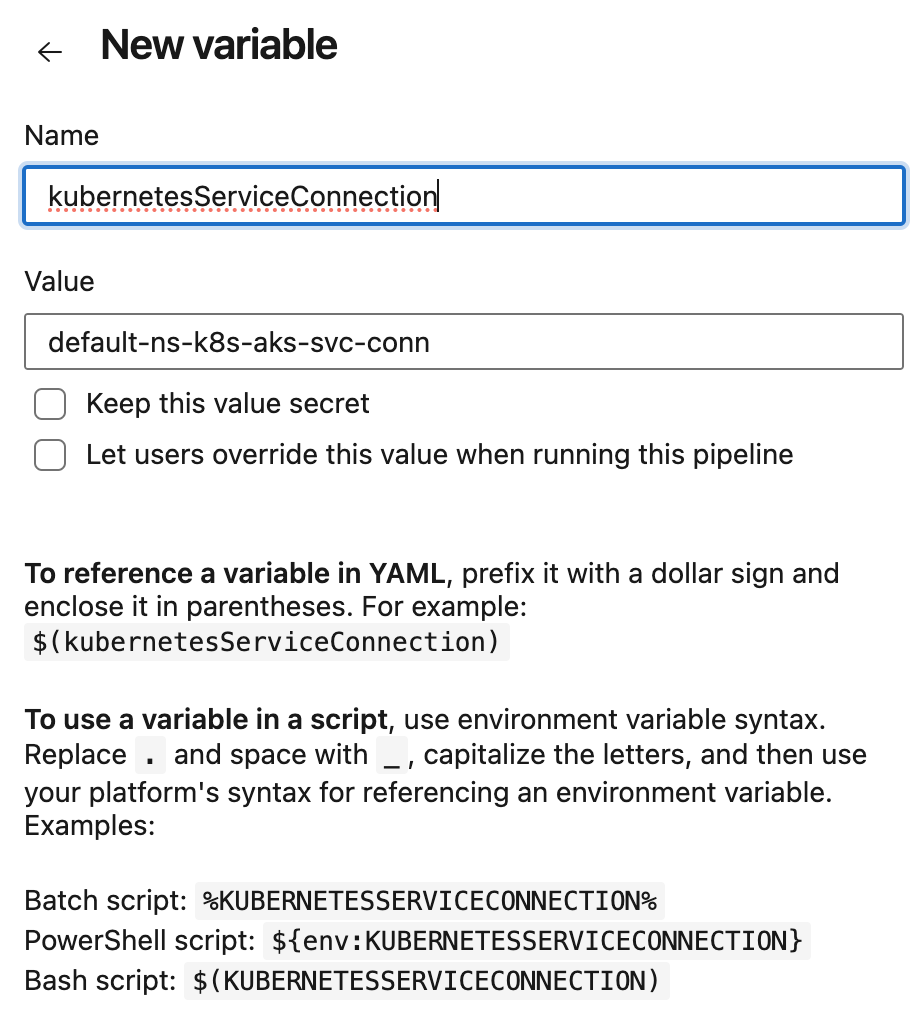 ← New variable
Name
kubernetesServiceConnection
Value
default-ns-k8s-aks-svc-conn
Keep this value secret
Let users override this value when running this pipeline
To reference a variable in YAML, prefix it with a dollar sign and
enclose it in parentheses. For example:
$(kubernetesServiceConnection)
To use a variable in a script, use environment variable syntax.
Replace . and space with _, capitalize the letters, and then use
your platform's syntax for referencing an environment variable.
Examples:
Batch script: %KUBERNETESSERVICECONNECTION%
PowerShell script: ${env:KUBERNETESSERVICECONNECTION}
Bash script: $(KUBERNETESSERVICECONNECTION)